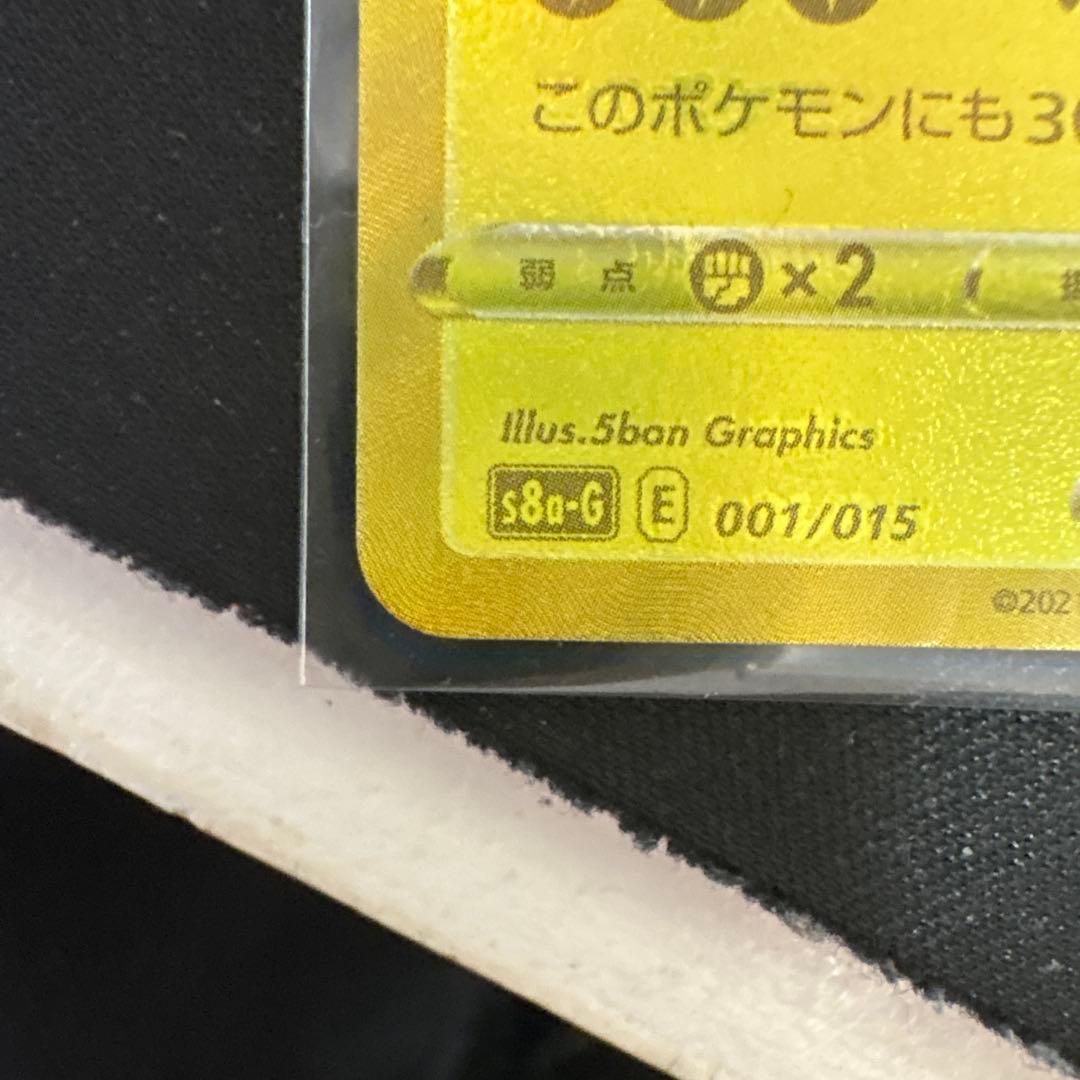 このポケモンにも3
弱 点 ×2
Illus.5ban Graphics
s8a-G E 001/015
©202